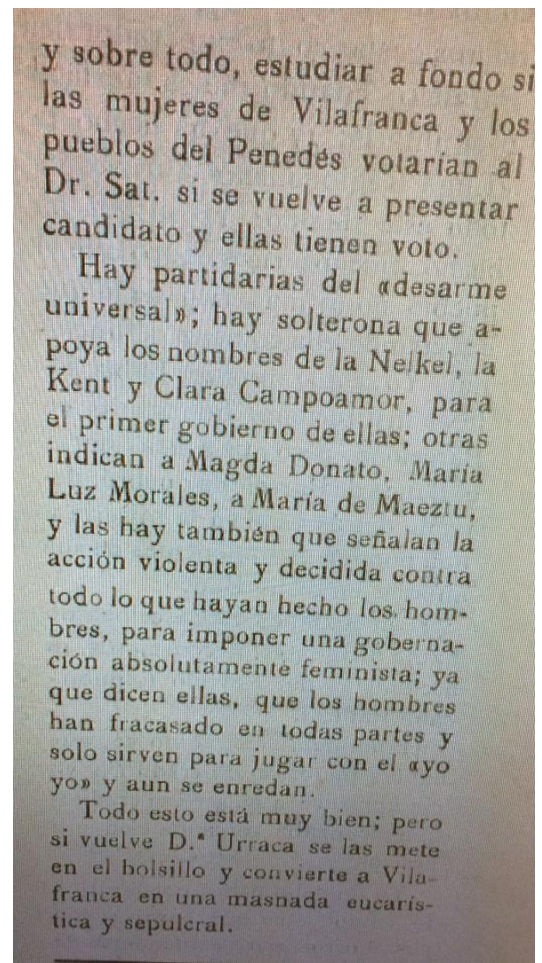 y sobre todo, estudiar a fondo si
las mujeres de Vilafranca y los
pueblos del Penedés votarían al
Dr. Sat. si se vuelve a presentar
candidato y ellas tienen voto.
Hay partidarias del «desarme
universal»; hay solterona que a-
poya los nombres de la Nelkel, la
Kent y Clara Campoamor, para
el primer gobierno de ellas; otras
indican a Magda Donato, María
Luz Morales, a María de Maeztu,
y las hay también que señalan la
acción violenta y decidida contra
todo lo que hayan hecho los hom-
bres, para imponer una goberna-
ción absolutamente feminista; ya
que dicen ellas, que los hombres
han fracasado en todas partes y
solo sirven para jugar con el «yo
yo» y aun se enredan.
Todo esto está muy bien; pero
si vuelve D.ª Urraca se las mete
en el bolsillo y convierte a Vila-
franca en una masnada eucarís-
tica y sepulcral.